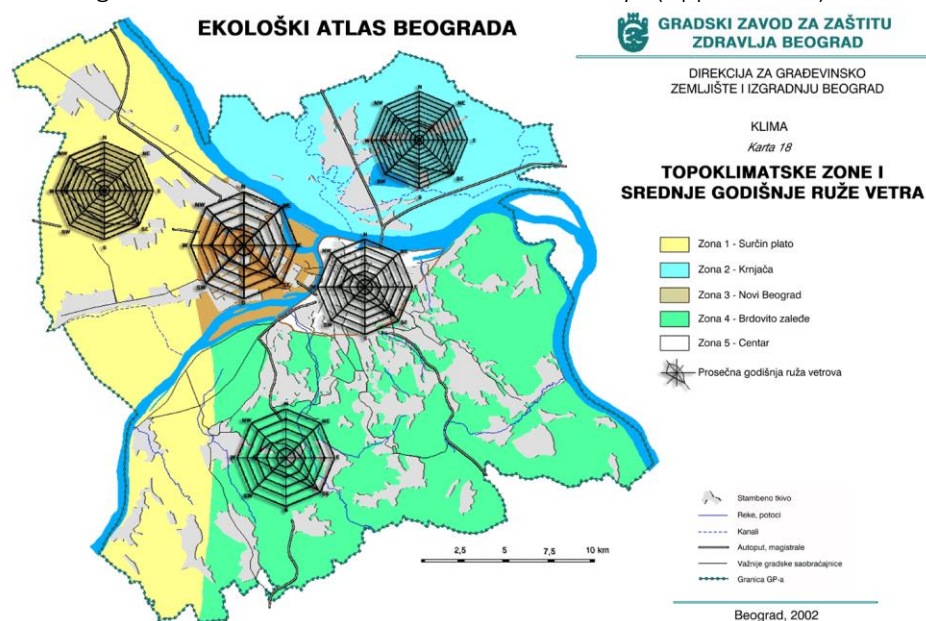 EKOLOŠKI ATLAS BEOGRADA
GRADSKI ZAVOD ZA ZAŠTITU
ZDRAVLJA BEOGRAD
DIREKCIJA ZA GRAĐEVINSKO
ZEMLJIŠTE I IZGRADNJU BEOGRAD
KLIMA
Karta 18
TOPOKLIMATSKE ZONE I
SREDNJE GODIŠNJE RUŽE VETRA
Zona 1 - Surčin plato
Zona 2 - Krnjača
Zona 3 - Novi Beograd
Zona 4 - Brdovito zaleđe
Zona 5 - Centar
Prosečna godišnja ruža vetrova
Stambeno tkivo
Reke, potoci
Kanali
Autoput, magistrale
Važnije gradske saobraćajnice
Granica GP-a
2,5 5 7,5 10 km
Beograd, 2002